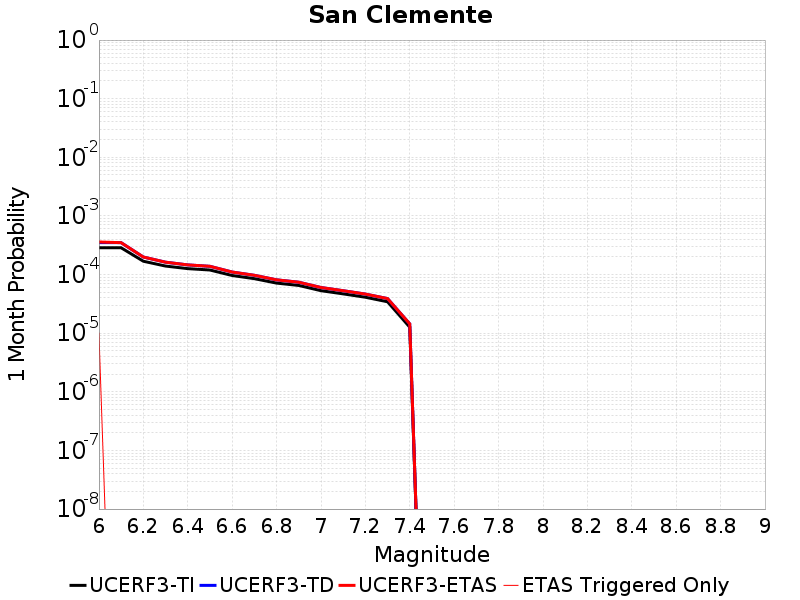 San Clemente
10^0
10^-1
10^-2
10^-3
10^-4
10^-5
10^-6
10^-7
10^-8
1 Month Probability
6 6.2 6.4 6.6 6.8 7 7.2 7.4 7.6 7.8 8 8.2 8.4 8.6 8.8 9
Magnitude
UCERF3-TI UCERF3-TD UCERF3-ETAS ETAS Triggered Only